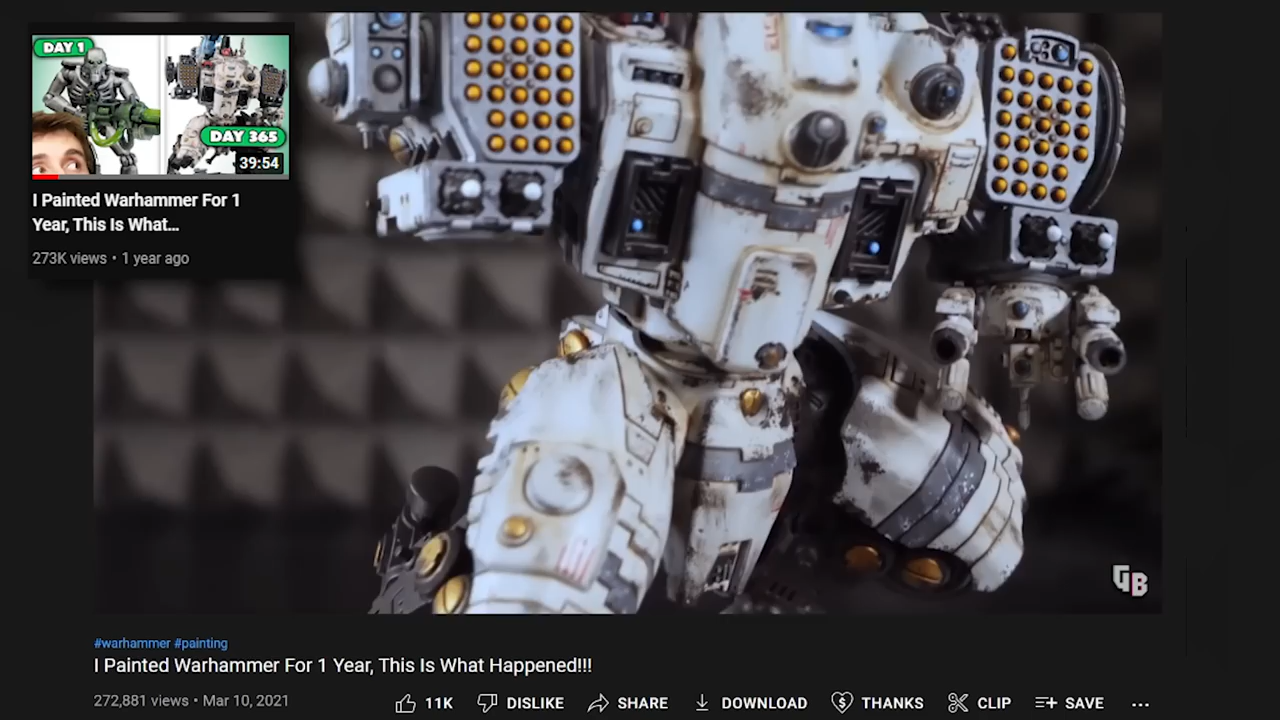 DAY 1
DAY 365
39:54
I Painted Warhammer For 1
Year, This Is What...
273K views • 1 year ago
GB
#warhammer #painting
I Painted Warhammer For 1 Year, This Is What Happened!!!
272,881 views • Mar 10, 2021
11K
DISLIKE
SHARE
DOWNLOAD
THANKS
CLIP
SAVE